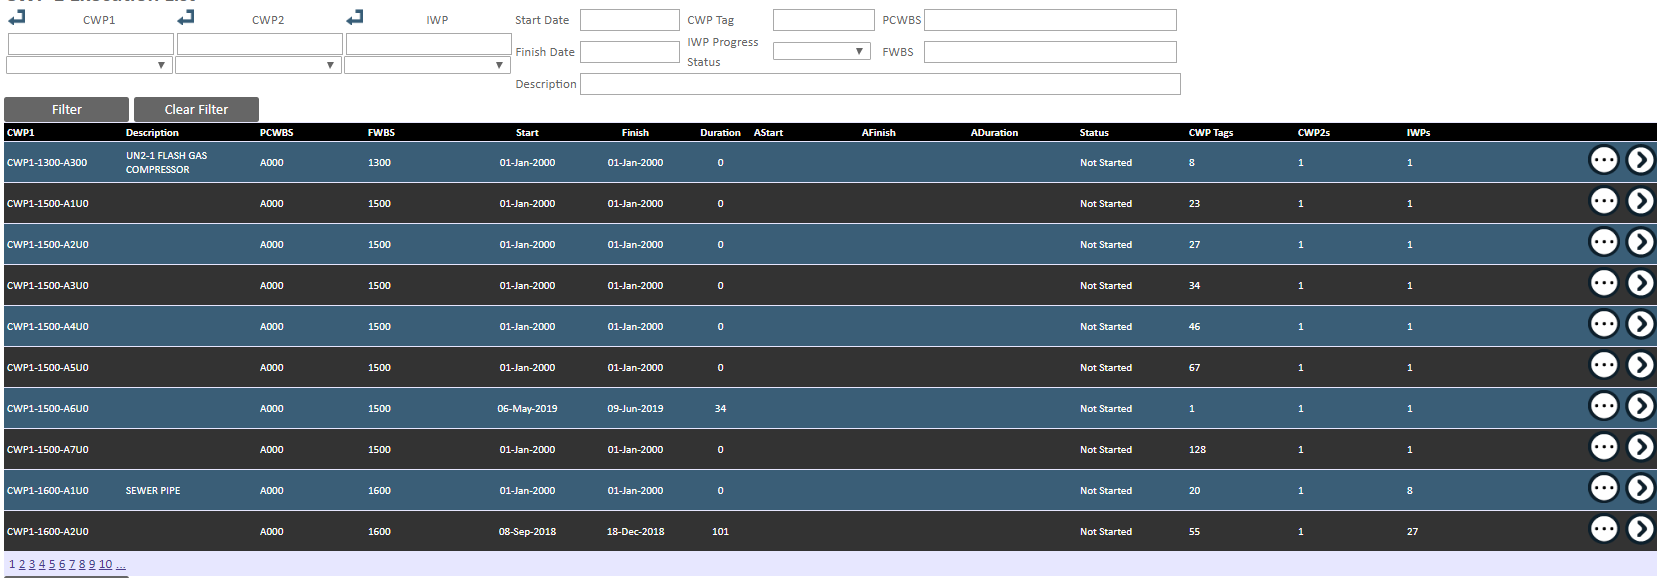 CWP1 CWP2 IWP Start Date CWP Tag PCWBS
Finish Date IWP Progress Status FWBS
Description
Filter Clear Filter
CWP1 Description PCWBS FWBS Start Finish Duration AStart AFinish ADuration Status CWP Tags CWP2s IWPs
CWP1-1300-A300 UN2-1 FLASH GAS COMPRESSOR A000 1300 01-Jan-2000 01-Jan-2000 0 Not Started 8 1 1
CWP1-1500-A1U0 A000 1500 01-Jan-2000 01-Jan-2000 0 Not Started 23 1 1
CWP1-1500-A2U0 A000 1500 01-Jan-2000 01-Jan-2000 0 Not Started 27 1 1
CWP1-1500-A3U0 A000 1500 01-Jan-2000 01-Jan-2000 0 Not Started 34 1 1
CWP1-1500-A4U0 A000 1500 01-Jan-2000 01-Jan-2000 0 Not Started 46 1 1
CWP1-1500-A5U0 A000 1500 01-Jan-2000 01-Jan-2000 0 Not Started 67 1 1
CWP1-1500-A6U0 A000 1500 06-May-2019 09-Jun-2019 34 Not Started 1 1 1
CWP1-1500-A7U0 A000 1500 01-Jan-2000 01-Jan-2000 0 Not Started 128 1 1
CWP1-1600-A1U0 SEWER PIPE A000 1600 01-Jan-2000 01-Jan-2000 0 Not Started 20 1 8
CWP1-1600-A2U0 A000 1600 08-Sep-2018 18-Dec-2018 101 Not Started 55 1 27
1 2 3 4 5 6 7 8 9 10 ...